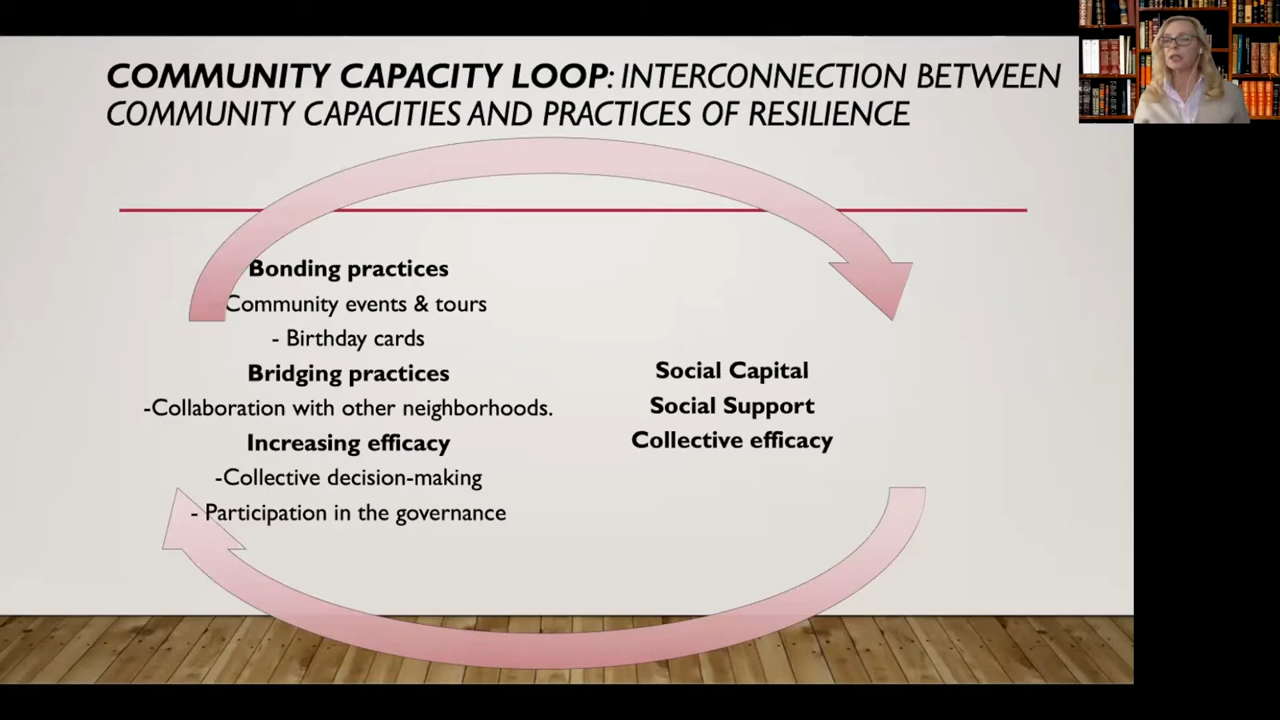 COMMUNITY CAPACITY LOOP: INTERCONNECTION BETWEEN
COMMUNITY CAPACITIES AND PRACTICES OF RESILIENCE
Bonding practices
Community events & tours
- Birthday cards
Bridging practices
-Collaboration with other neighborhoods.
Increasing efficacy
-Collective decision-making
- Participation in the governance
Social Capital
Social Support
Collective efficacy